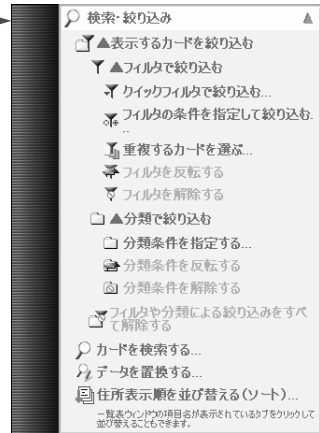 検索・絞り込み
▲表示するカードを絞り込む
▲フィルタで絞り込む
クイックフィルタで絞り込む...
フィルタの条件を指定して絞り込む.
..
重複するカードを選ぶ...
フィルタを反転する
フィルタを解除する
▲分類で絞り込む
分類条件を指定する...
分類条件を反転する
分類条件を解除する
フィルタや分類による絞り込みをすべ
て解除する
カードを検索する...
データを置換する...
住所表示順を並び替える(ソート)...
一覧表ウィンドウの項目名が表示されているタブをクリックして
並び替えることもできます。